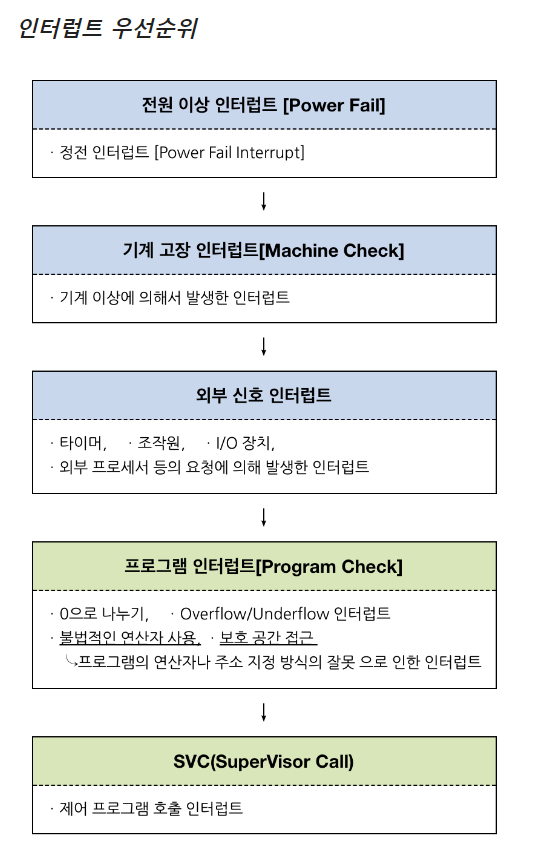 인터럽트 우선순위
전원 이상 인터럽트 [Power Fail]
· 정전 인터럽트 [Power Fail Interrupt]
기계 고장 인터럽트[Machine Check]
· 기계 이상에 의해서 발생한 인터럽트
외부 신호 인터럽트
· 타이머, · 조작원, · I/O 장치,
· 외부 프로세서 등의 요청에 의해 발생한 인터럽트
프로그램 인터럽트[Program Check]
· 0으로 나누기, · Overflow/Underflow 인터럽트
· 불법적인 연산자 사용, · 보호 공간 접근
프로그램의 연산자나 주소 지정 방식의 잘못 으로 인한 인터럽트
SVC(SuperVisor Call)
· 제어 프로그램 호출 인터럽트